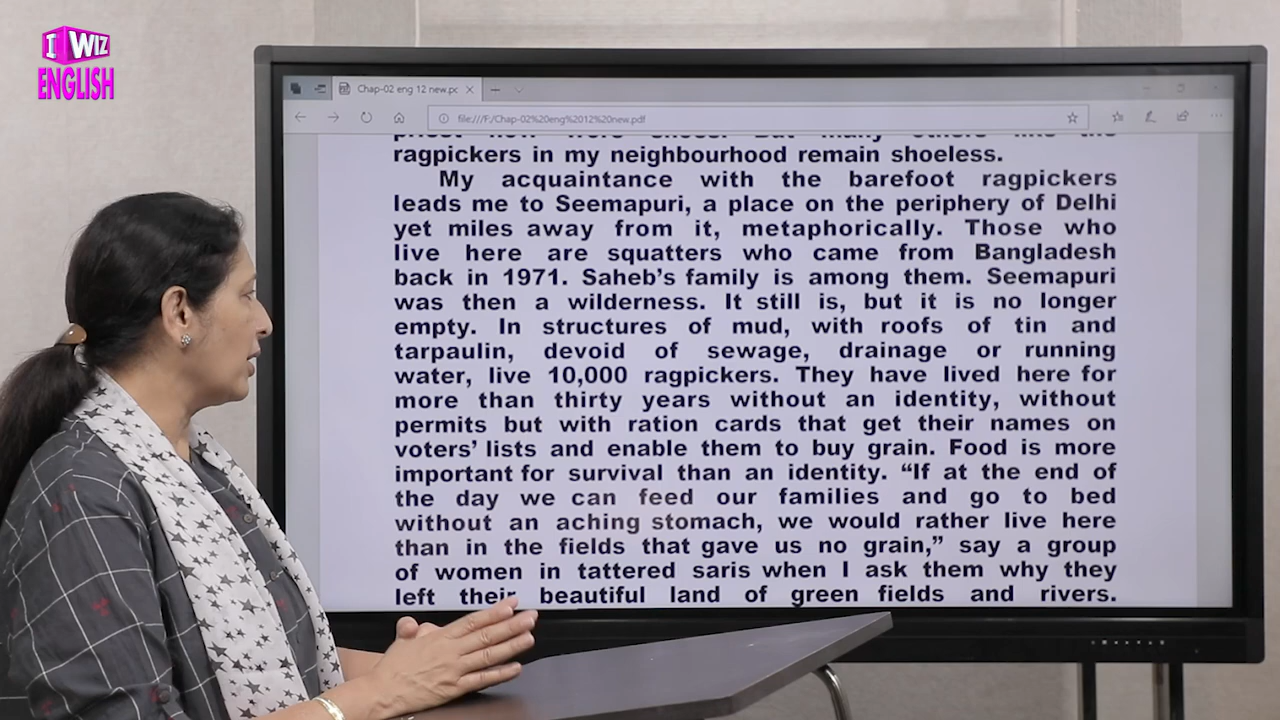 I WIZ
ENGLISH
Chap-02 eng 12 new.pc
file:///F:/Chap-02%20eng%2012%20new.pdf
ragpickers in my neighbourhood remain shoeless.
My acquaintance with the barefoot ragpickers
leads me to Seemapuri, a place on the periphery of Delhi
yet miles away from it, metaphorically. Those who
live here are squatters who came from Bangladesh
back in 1971. Saheb's family is among them. Seemapuri
was then a wilderness. It still is, but it is no longer
empty. In structures of mud, with roofs of tin and
tarpaulin, devoid of sewage, drainage or running
water, live 10,000 ragpickers. They have lived here for
more than thirty years without an identity, without
permits but with ration cards that get their names on
voters' lists and enable them to buy grain. Food is more
important for survival than an identity. “If at the end of
the day we can feed our families and go to bed
without an aching stomach, we would rather live here
than in the fields that gave us no grain,” say a group
of women in tattered saris when I ask them why they
left their beautiful land of green fields and rivers.